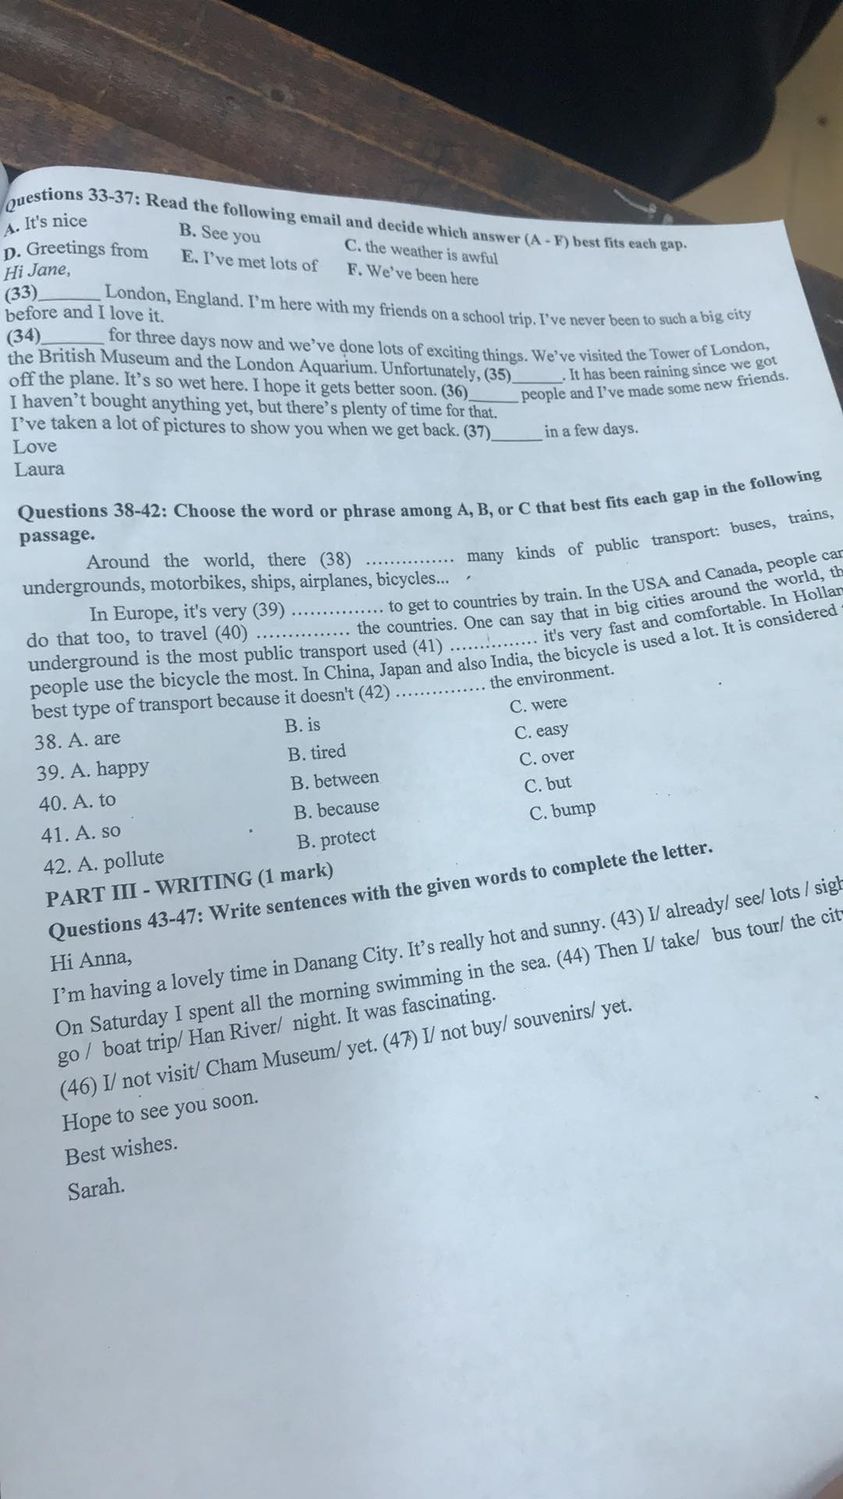 Questions 33-37: Read the following email and decide which answer (A - F) best fits each gap.
A. It's nice B. See you C. the weather is awful
D. Greetings from E. I've met lots of F. We've been here
Hi Jane,
(33)______ London, England. I'm here with my friends on a school trip. I've never been to such a big city
before and I love it.
(34)______ for three days now and we've done lots of exciting things. We've visited the Tower of London,
the British Museum and the London Aquarium. Unfortunately, (35)______. It has been raining since we got
off the plane. It's so wet here. I hope it gets better soon. (36)______ people and I've made some new friends.
I haven't bought anything yet, but there's plenty of time for that.
I've taken a lot of pictures to show you when we get back. (37)______ in a few days.
Love
Laura
Questions 38-42: Choose the word or phrase among A, B, or C that best fits each gap in the following
passage.
Around the world, there (38) ............... many kinds of public transport: buses, trains,
undergrounds, motorbikes, ships, airplanes, bicycles...
In Europe, it's very (39) ............... to get to countries by train. In the USA and Canada, people can
do that too, to travel (40) ............... the countries. One can say that in big cities around the world,
underground is the most public transport used (41) ............... it's very fast and comfortable. In
people use the bicycle the most. In China, Japan and also India, the bicycle is used a lot. It is considered
best type of transport because it doesn't (42) ............... the environment.
38. A. are B. is C. were
39. A. happy B. tired C. easy
40. A. to B. between C. over
41. A. so B. because C. but
42. A. pollute B. protect C. bump
PART III - WRITING (1 mark)
Questions 43-47: Write sentences with the given words to complete the letter.
Hi Anna,
I'm having a lovely time in Danang City. It's really hot and sunny. (43) I/ already/ see/ lots /
On Saturday I spent all the morning swimming in the sea. (44) Then I/ take/ bus tour/ the
go / boat trip/ Han River/ night. It was fascinating.
(46) I/ not visit/ Cham Museum/ yet. (47) I/ not buy/ souvenirs/ yet.
Hope to see you soon.
Best wishes.
Sarah.